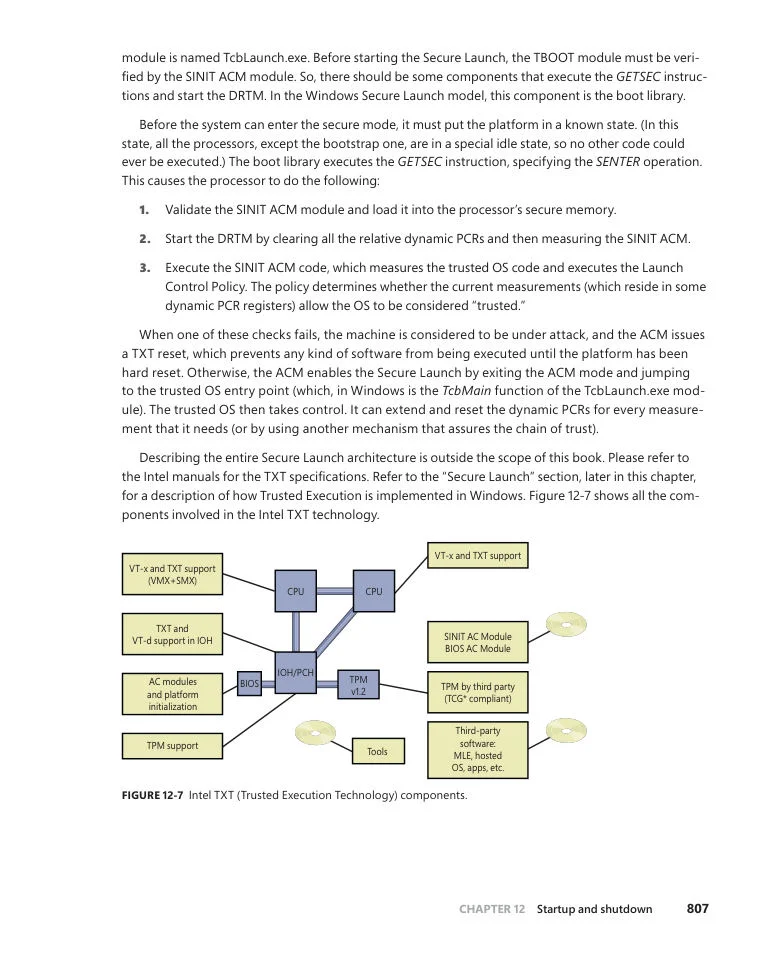 module is named TcbLaunch.exe. Before starting the Secure Launch, the TBOOT module must be veri-
fied by the SINIT ACM module. So, there should be some components that execute the GETSEC instruc-
tions and start the DRTM. In the Windows Secure Launch model, this component is the boot library.
Before the system can enter the secure mode, it must put the platform in a known state. (In this
state, all the processors, except the bootstrap one, are in a special idle state, so no other code could
ever be executed.) The boot library executes the GETSEC instruction, specifying the SENTER operation.
This causes the processor to do the following:
1. Validate the SINIT ACM module and load it into the processor’s secure memory.
2. Start the DRTM by clearing all the relative dynamic PCRs and then measuring the SINIT ACM.
3. Execute the SINIT ACM code, which measures the trusted OS code and executes the Launch
Control Policy. The policy determines whether the current measurements (which reside in some
dynamic PCR registers) allow the OS to be considered “trusted.”
When one of these checks fails, the machine is considered to be under attack, and the ACM issues
a TXT reset, which prevents any kind of software from being executed until the platform has been
hard reset. Otherwise, the ACM enables the Secure Launch by exiting the ACM mode and jumping
to the trusted OS entry point (which, in Windows is the TcbMain function of the TcbLaunch.exe mod-
ule). The trusted OS then takes control. It can extend and reset the dynamic PCRs for every measure-
ment that it needs (or by using another mechanism that assures the chain of trust).
Describing the entire Secure Launch architecture is outside the scope of this book. Please refer to
the Intel manuals for the TXT specifications. Refer to the “Secure Launch” section, later in this chapter,
for a description of how Trusted Execution is implemented in Windows. Figure 12-7 shows all the com-
ponents involved in the Intel TXT technology.
VT-x and TXT support
(VMX+SMX)
CPU
CPU
VT-x and TXT support
TXT and
VT-d support in IOH
SINIT AC Module
BIOS AC Module
AC modules
and platform
initialization
BIOS
IOH/PCH
TPM
v1.2
TPM by third party
(TCG* compliant)
TPM support
Tools
Third-party
software:
MLE, hosted
OS, apps, etc.
FIGURE 12-7 Intel TXT (Trusted Execution Technology) components.
CHAPTER 12 Startup and shutdown 807